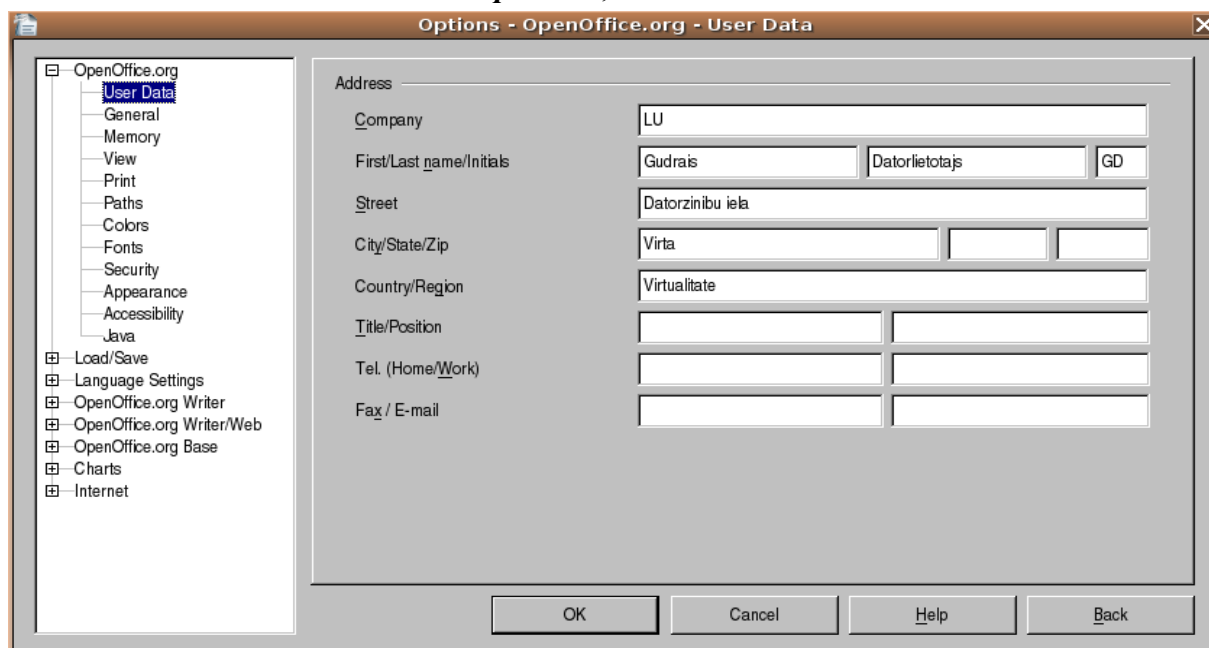 Options - OpenOffice.org - User Data
OpenOffice.org
User Data
General
Memory
View
Print
Paths
Colors
Fonts
Security
Appearance
Accessibility
Java
Load/Save
Language Settings
OpenOffice.org Writer
OpenOffice.org Writer/Web
OpenOffice.org Base
Charts
Internet
Address
Company LU
First/Last name/Initials Gudrais Datorlietotajs GD
Street Datorzinibu iela
City/State/Zip Virta
Country/Region Virtualitate
Title/Position
Tel. (Home/Work)
Fax / E-mail
OK Cancel Help Back